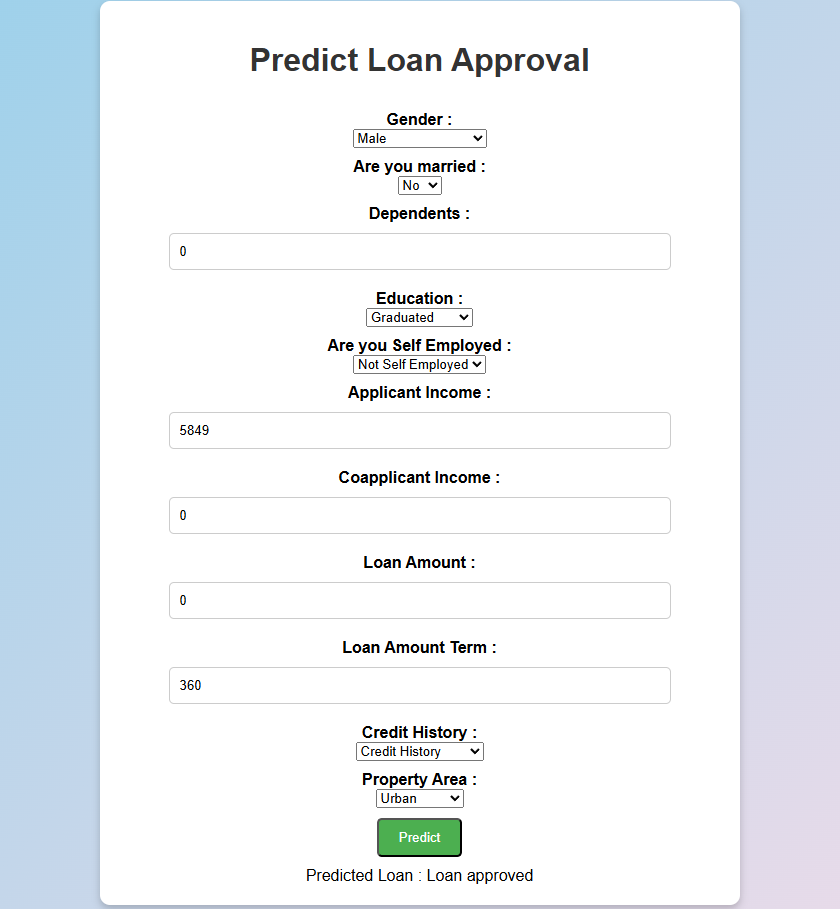 Predict Loan Approval
Gender :
Male
Are you married :
No
Dependents :
0
Education :
Graduated
Are you Self Employed :
Not Self Employed
Applicant Income :
5849
Coapplicant Income :
0
Loan Amount :
0
Loan Amount Term :
360
Credit History :
Credit History
Property Area :
Urban
Predict
Predicted Loan : Loan approved